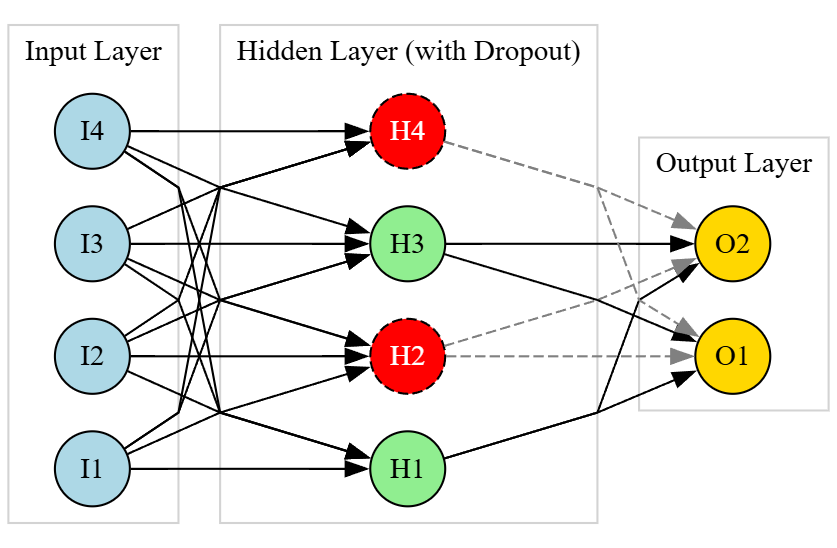 Input Layer
I4
I3
I2
I1
Hidden Layer (with Dropout)
H4
H3
H2
H1
Output Layer
O2
O1